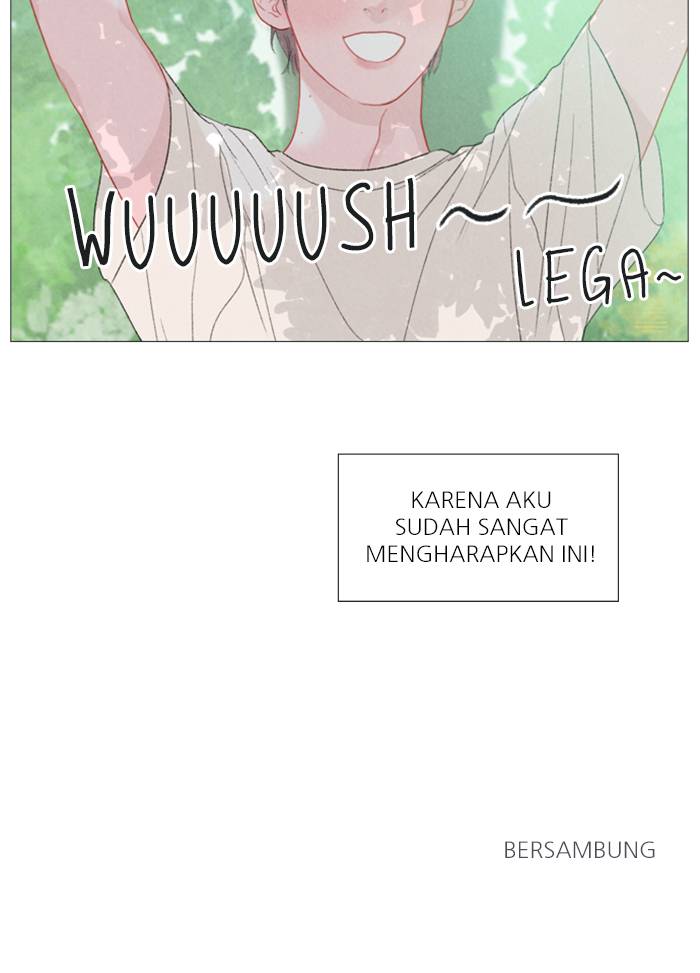 WUUUUUSH~~
LEGA~
KARENA AKU
SUDAH SANGAT
MENGHARAPKAN INI!
BERSAMBUNG